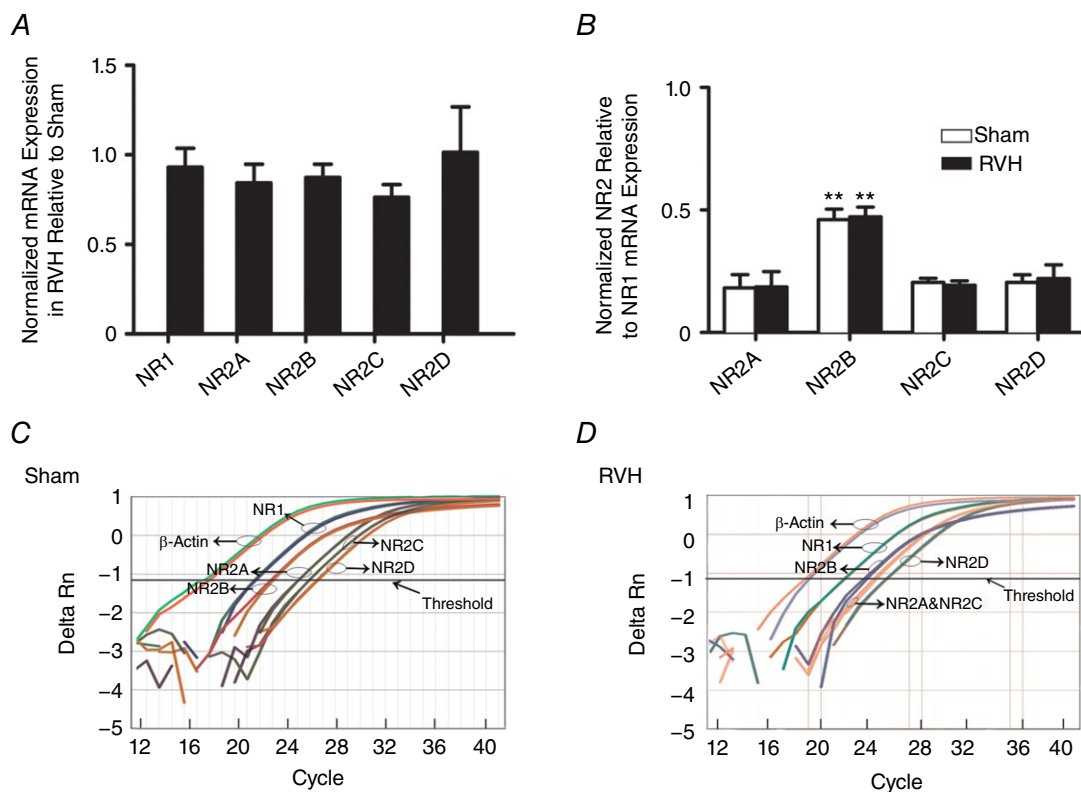 A
Normalized mRNA Expression
in RVH Relative to Sham
1.5
1.0
0.5
0
NR1
NR2A
NR2B
NR2C
NR2D
B
Normalized NR2 Relative
to NR1 mRNA Expression
1.0
0.5
0
Sham
RVH
** **
NR2A
NR2B
NR2C
NR2D
C
Sham
Delta Rn
1
0
−1
−2
−3
−4
−5
NR1
β-Actin
NR2C
NR2A
NR2D
NR2B
Threshold
12 16 20 24 28 32 36 40
Cycle
D
RVH
Delta Rn
1
0
−1
−2
−3
−4
−5
β-Actin
NR1
NR2B
NR2D
Threshold
NR2A&NR2C
12 16 20 24 28 32 36 40
Cycle